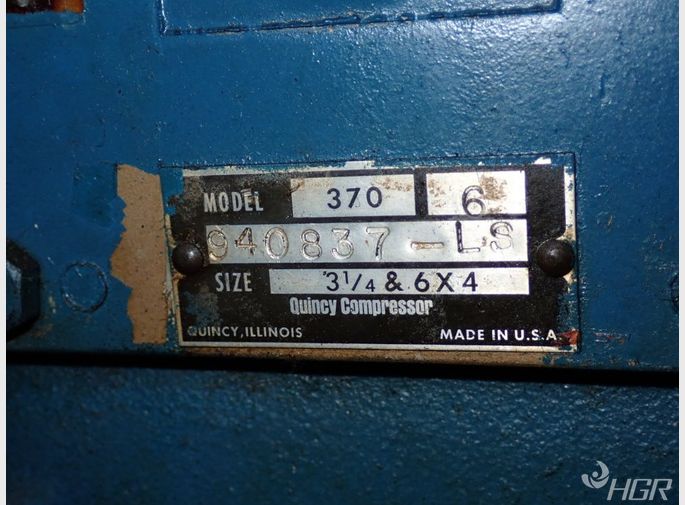 MODEL 370 6
940837-LS
SIZE 3 1/4 & 6 X 4
Quincy Compressor
QUINCY, ILLINOIS MADE IN U.S.A.
HGR